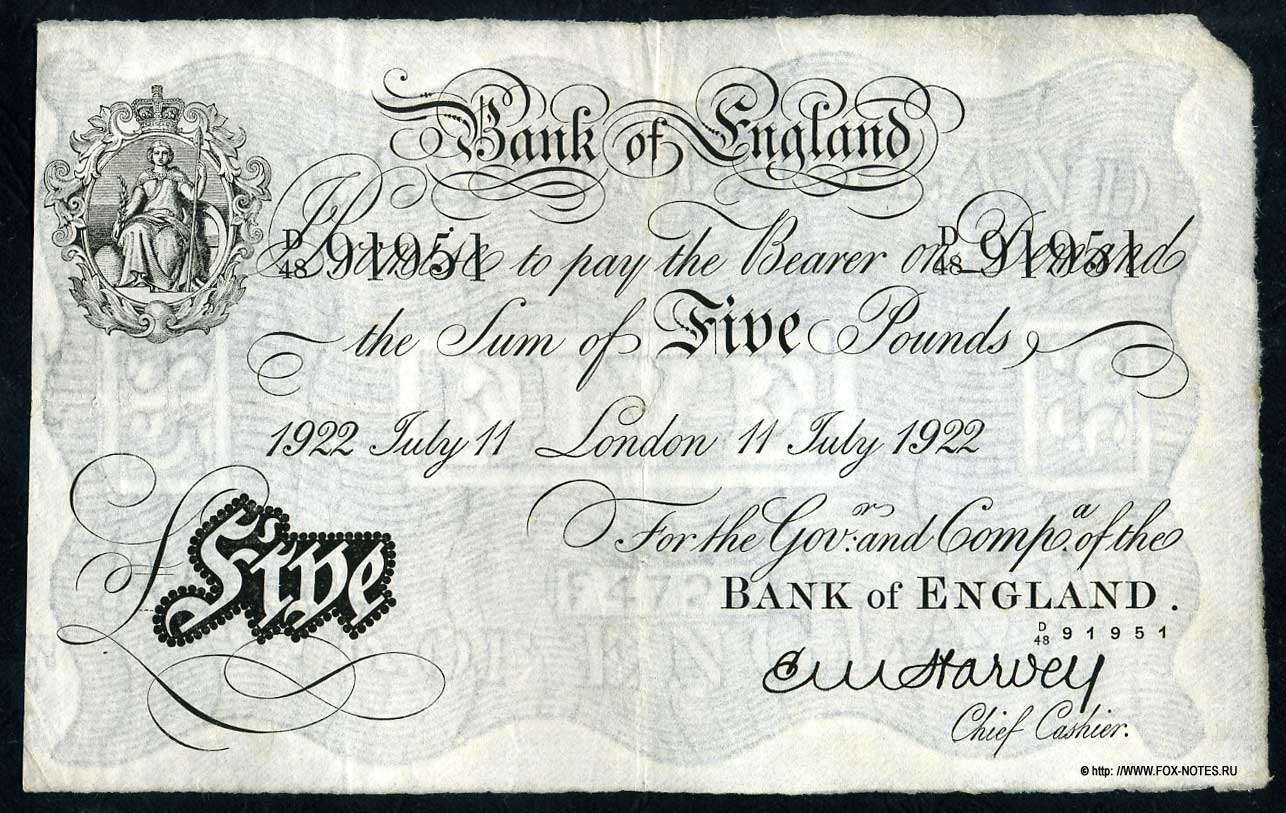 Bank of England
I Promise to pay the Bearer on Demand
D/48 91951 D/48 91951
the Sum of Five Pounds
1922 July 11 London 11 July 1922
For the Govr. and Compa. of the
£Five
BANK of ENGLAND.
D/48 91951
E M Harvey
Chief Cashier.
© http: //WWW.FOX-NOTES.RU